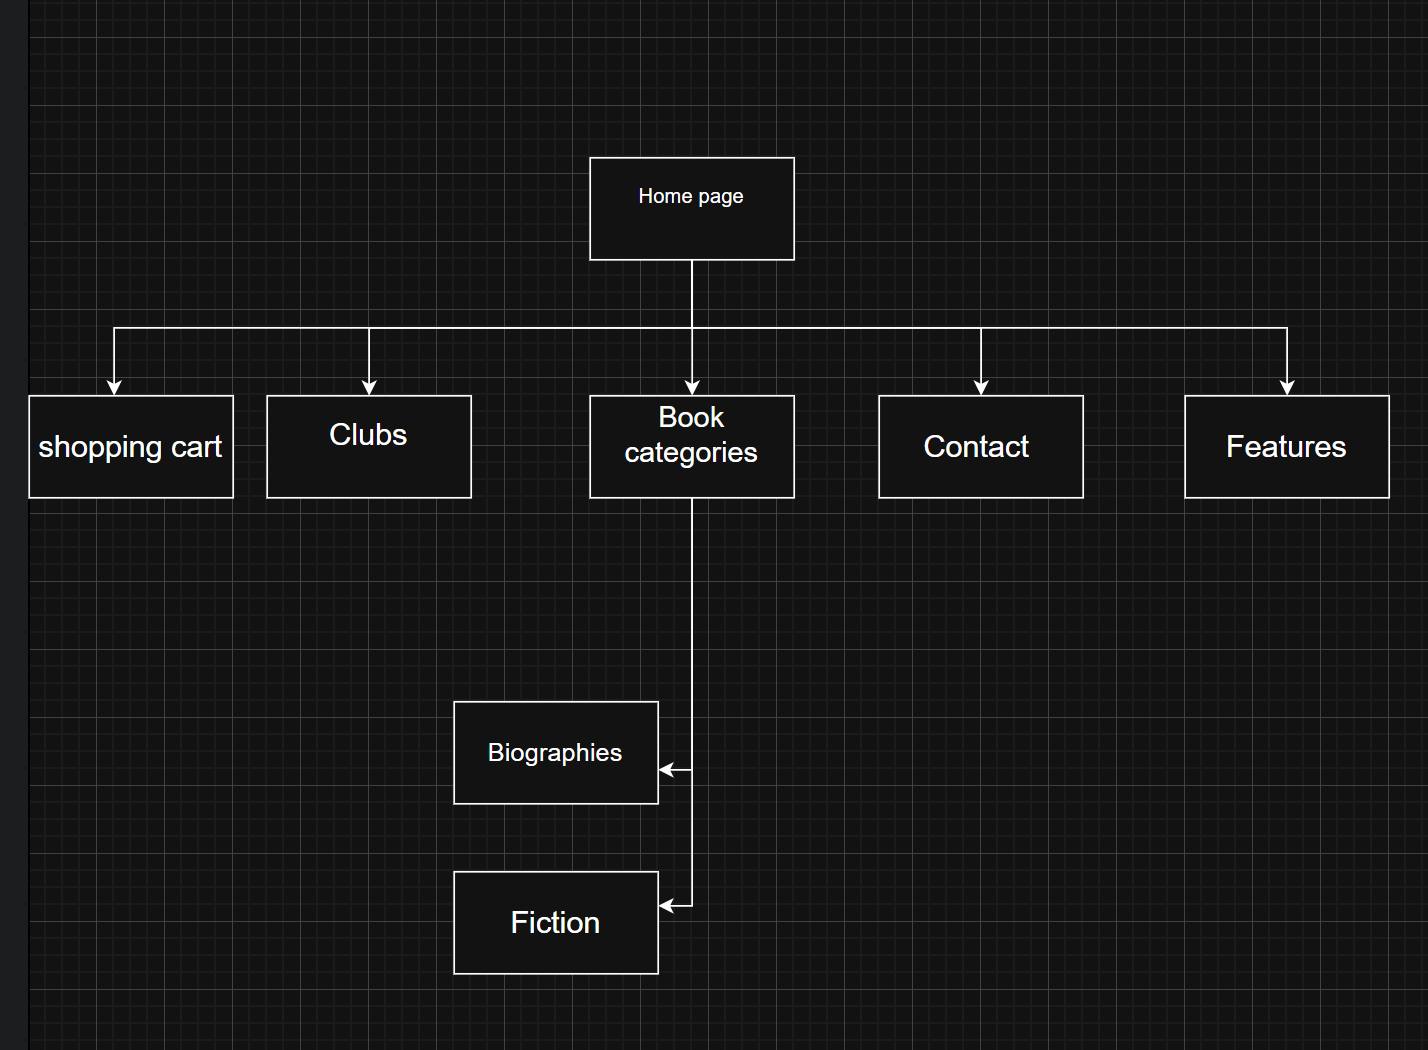 Home page
shopping cart
Clubs
Book
categories
Contact
Features
Biographies
Fiction